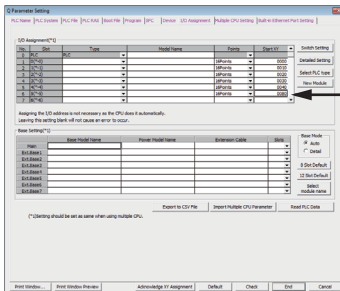 Q Parameter Setting
PLC Name PLC System PLC File PLC RAS Boot File Program SFC Device I/O Assignment Multiple CPU Setting Built-in Ethernet Port Setting
I/O Assignment(*1)
No. Slot Type Model Name Points Start XY
0 PLC PLC
1 0(*-0) 16Points 0000
2 1(*-1) 16Points 0010
3 2(*-2) 16Points 0020
4 3(*-3) 16Points 0030
5 4(*-4) 16Points 0040
6 5(*-5) 16Points
7 6(*-6)
Switch Setting
Detailed Setting
Select PLC type
New Module
Assigning the I/O address is not necessary as the CPU does it automatically.
Leaving this setting blank will not cause an error to occur.
Base Setting(*1)
Base Model Name Power Model Name Extension Cable Slots
Main
Ext.Base1
Ext.Base2
Ext.Base3
Ext.Base4
Ext.Base5
Ext.Base6
Ext.Base7
Base Mode
Auto
Detail
8 Slot Default
12 Slot Default
Select module name
Export to CSV File Import Multiple CPU Parameter Read PLC Data
(*1)Setting should be set as same when using multiple CPU.
Print Window... Print Window Preview Acknowledge XY Assignment Default Check End Cancel